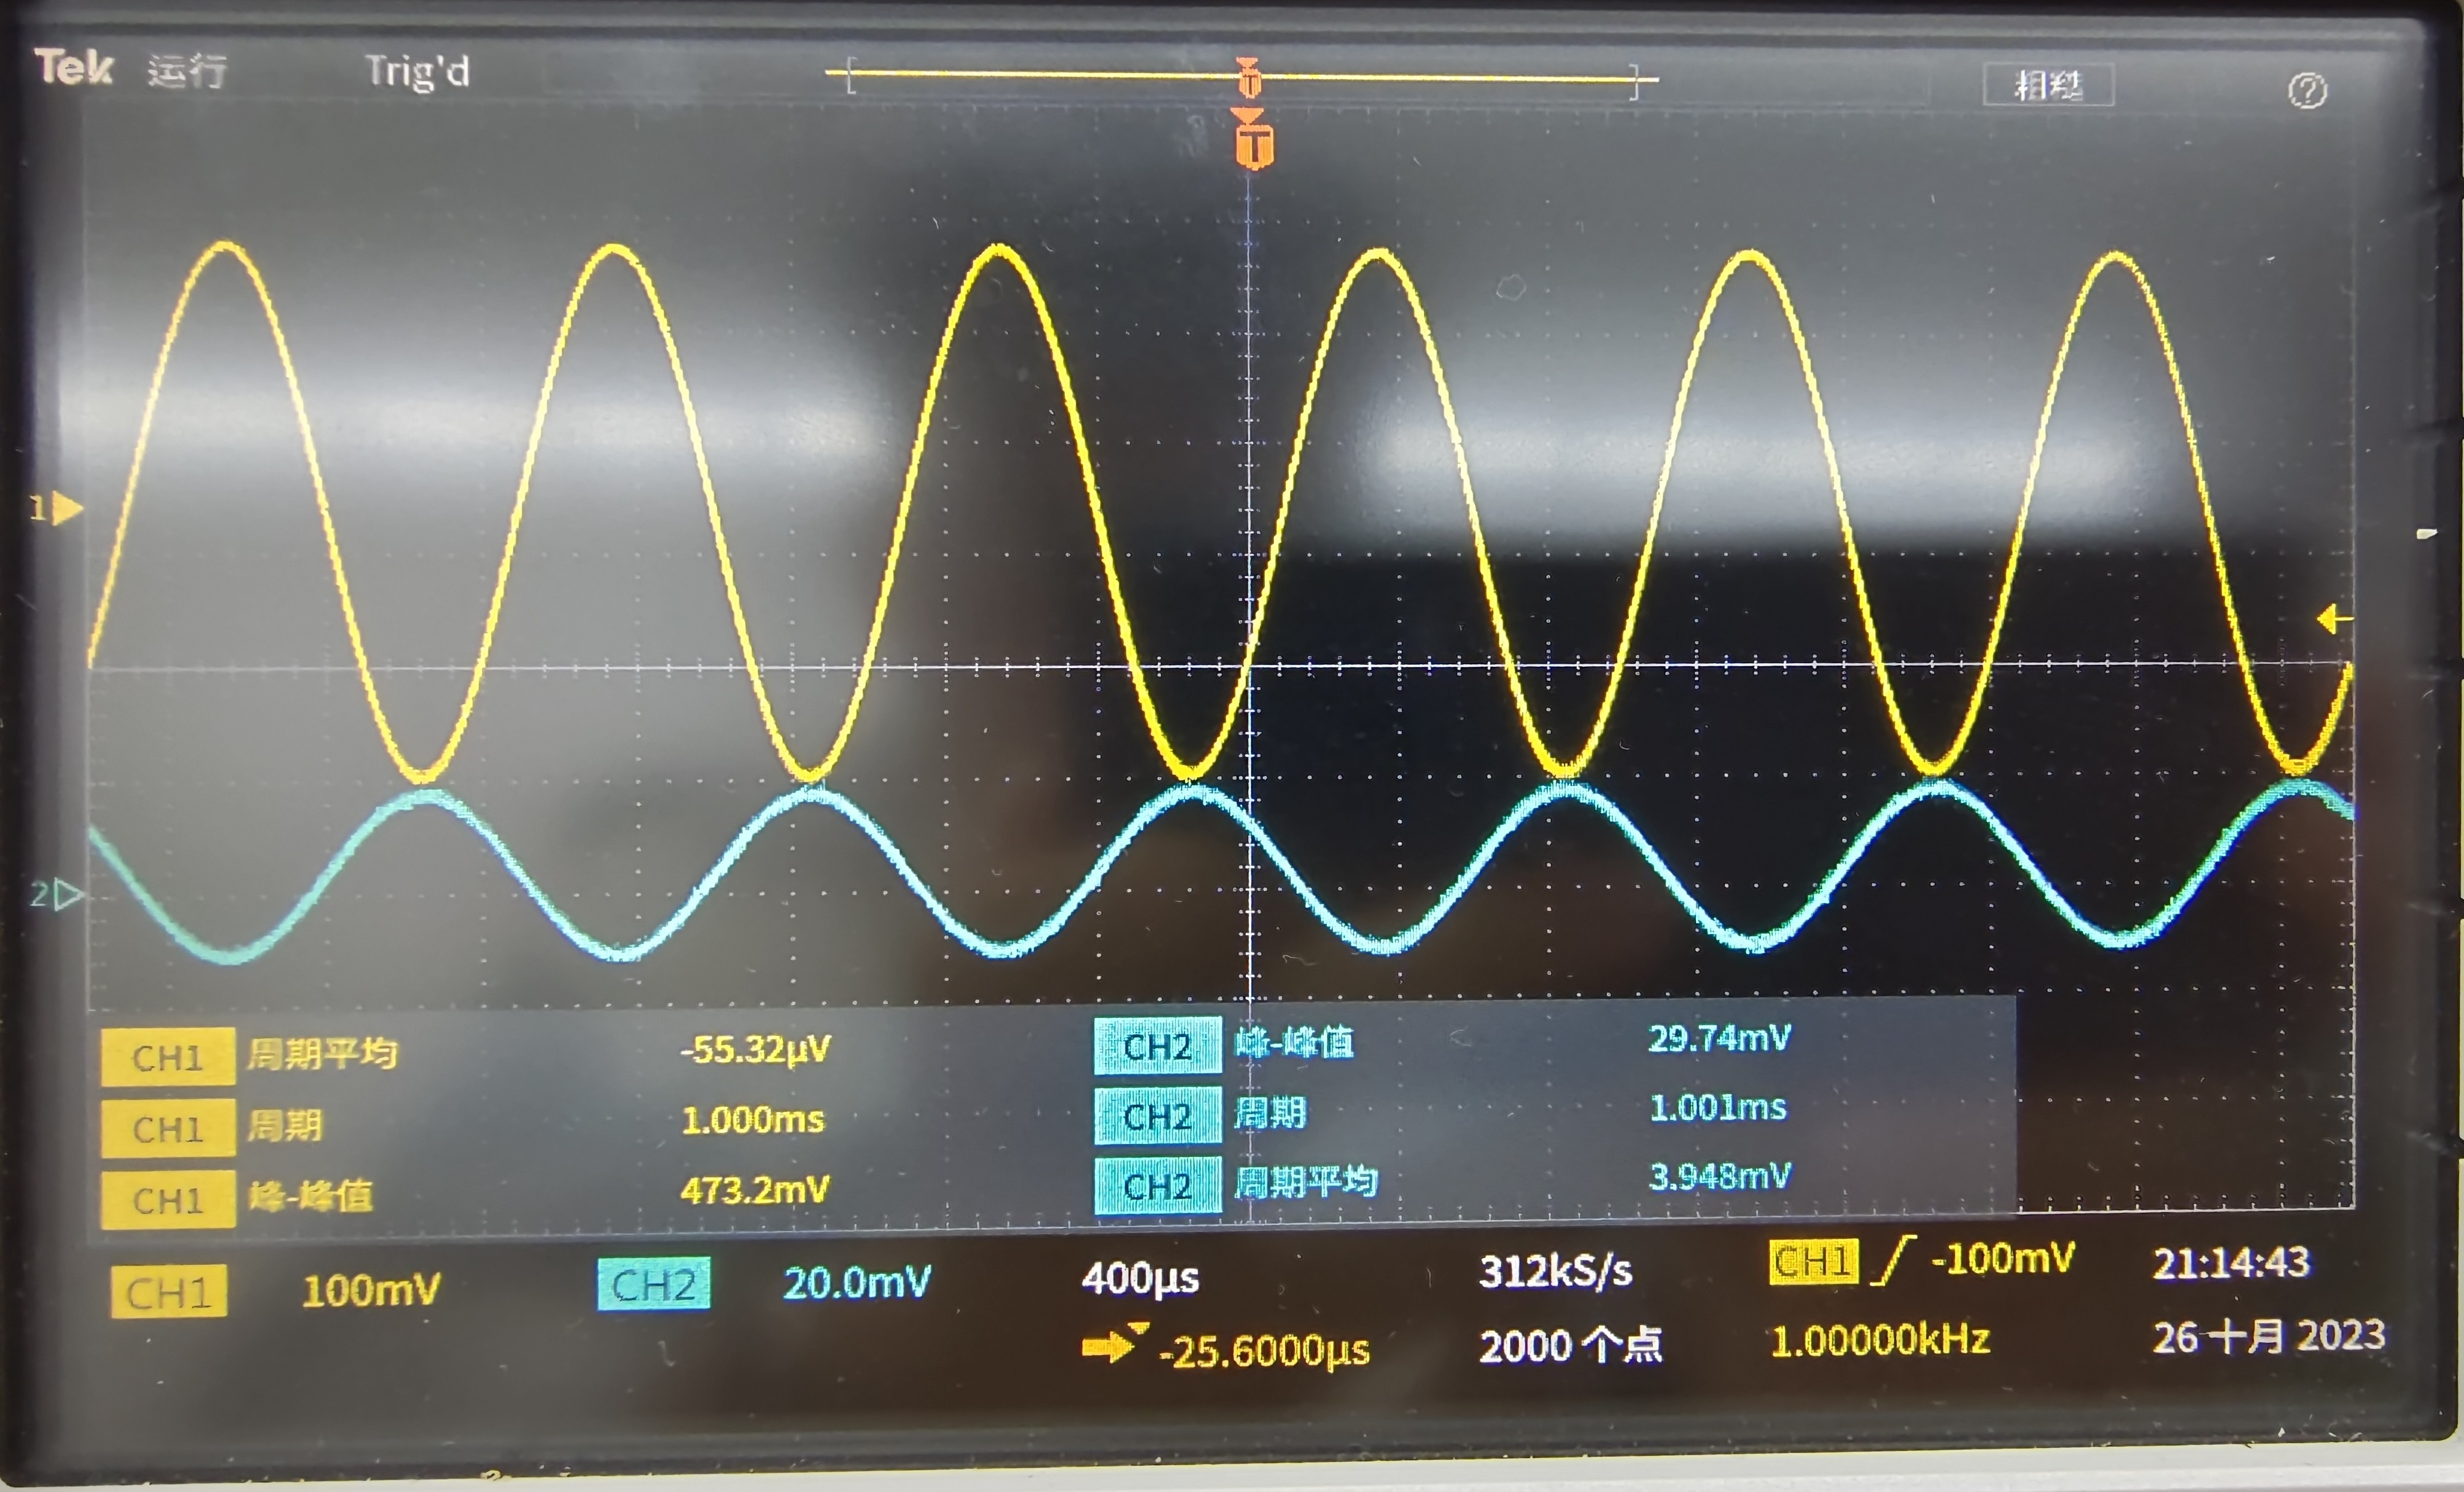 Tek 运行 Trig'd T 粗糙 ?
T
1
2
CH1 周期平均 -55.32μV CH2 峰-峰值 29.74mV
CH1 周期 1.000ms CH2 周期 1.001ms
CH1 峰-峰值 473.2mV CH2 周期平均 3.948mV
CH1 100mV CH2 20.0mV 400μs 312kS/s CH1 -100mV 21:14:43
-25.6000μs 2000 个点 1.00000kHz 26 十月 2023